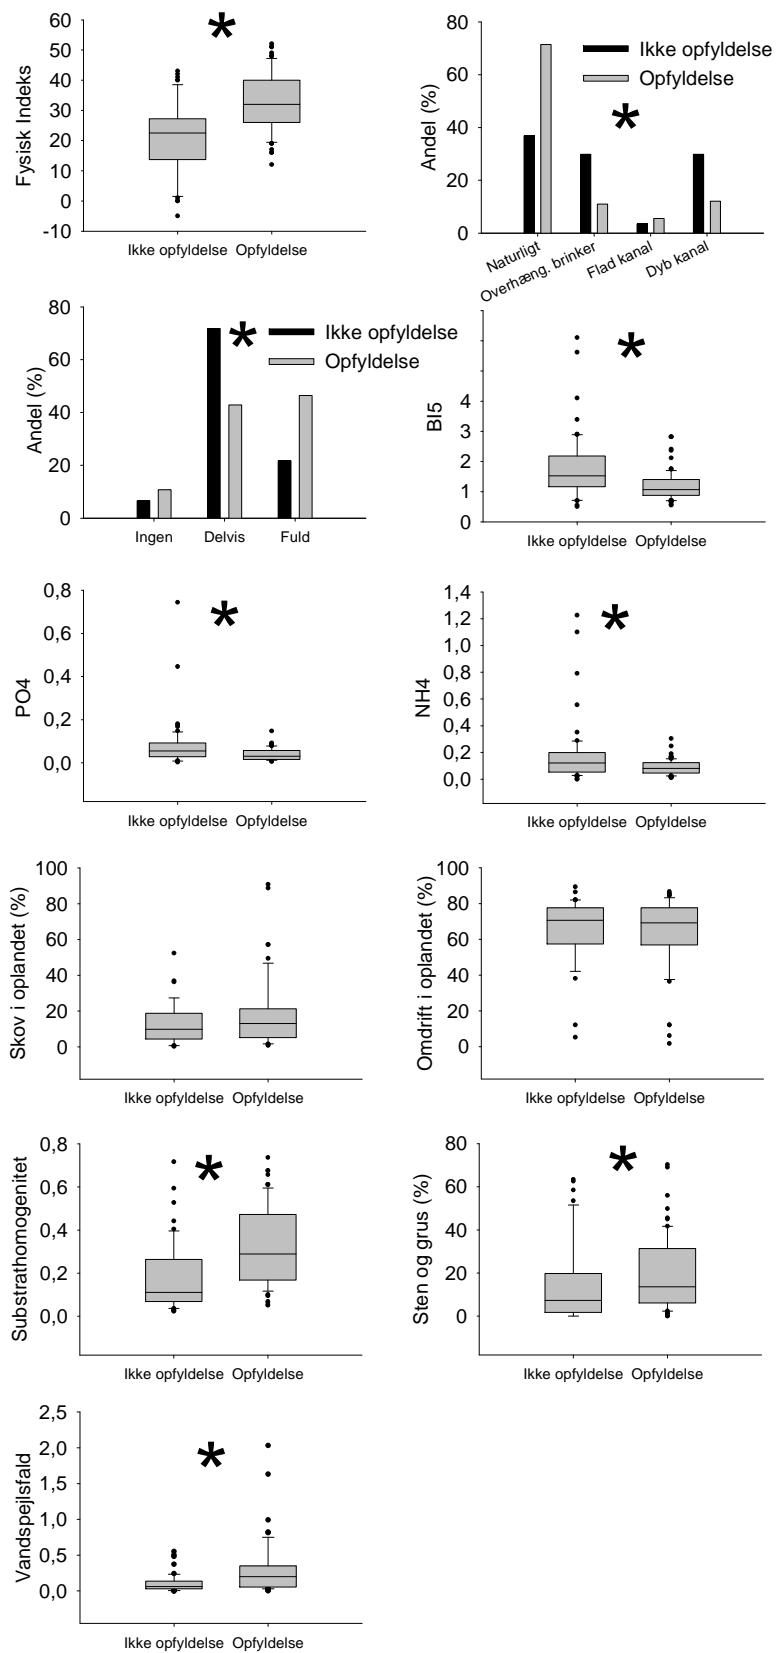 60
50
40
30
20
10
0
-10
Fysisk Indeks
*
Ikke opfyldelse Opfyldelse
80
60
40
20
0
Andel (%)
Ikke opfyldelse
Opfyldelse
*
Naturligt
Overhæng. brinker
Flad kanal
Dyb kanal
80
60
40
20
0
Andel (%)
* Ikke opfyldelse
Opfyldelse
Ingen Delvis Fuld
4
3
2
1
0
BI5
*
Ikke opfyldelse Opfyldelse
0,8
0,6
0,4
0,2
0,0
PO4
*
Ikke opfyldelse Opfyldelse
1,4
1,2
1,0
0,8
0,6
0,4
0,2
0,0
NH4
*
Ikke opfyldelse Opfyldelse
100
80
60
40
20
0
Skov i oplandet (%)
Ikke opfyldelse Opfyldelse
100
80
60
40
20
0
Omdrift i oplandet (%)
Ikke opfyldelse Opfyldelse
0,8
0,6
0,4
0,2
0,0
Substrathomogenitet
*
Ikke opfyldelse Opfyldelse
80
60
40
20
0
Sten og grus (%)
*
Ikke opfyldelse Opfyldelse
2,5
2,0
1,5
1,0
0,5
0,0
Vandspejlsfald
*
Ikke opfyldelse Opfyldelse